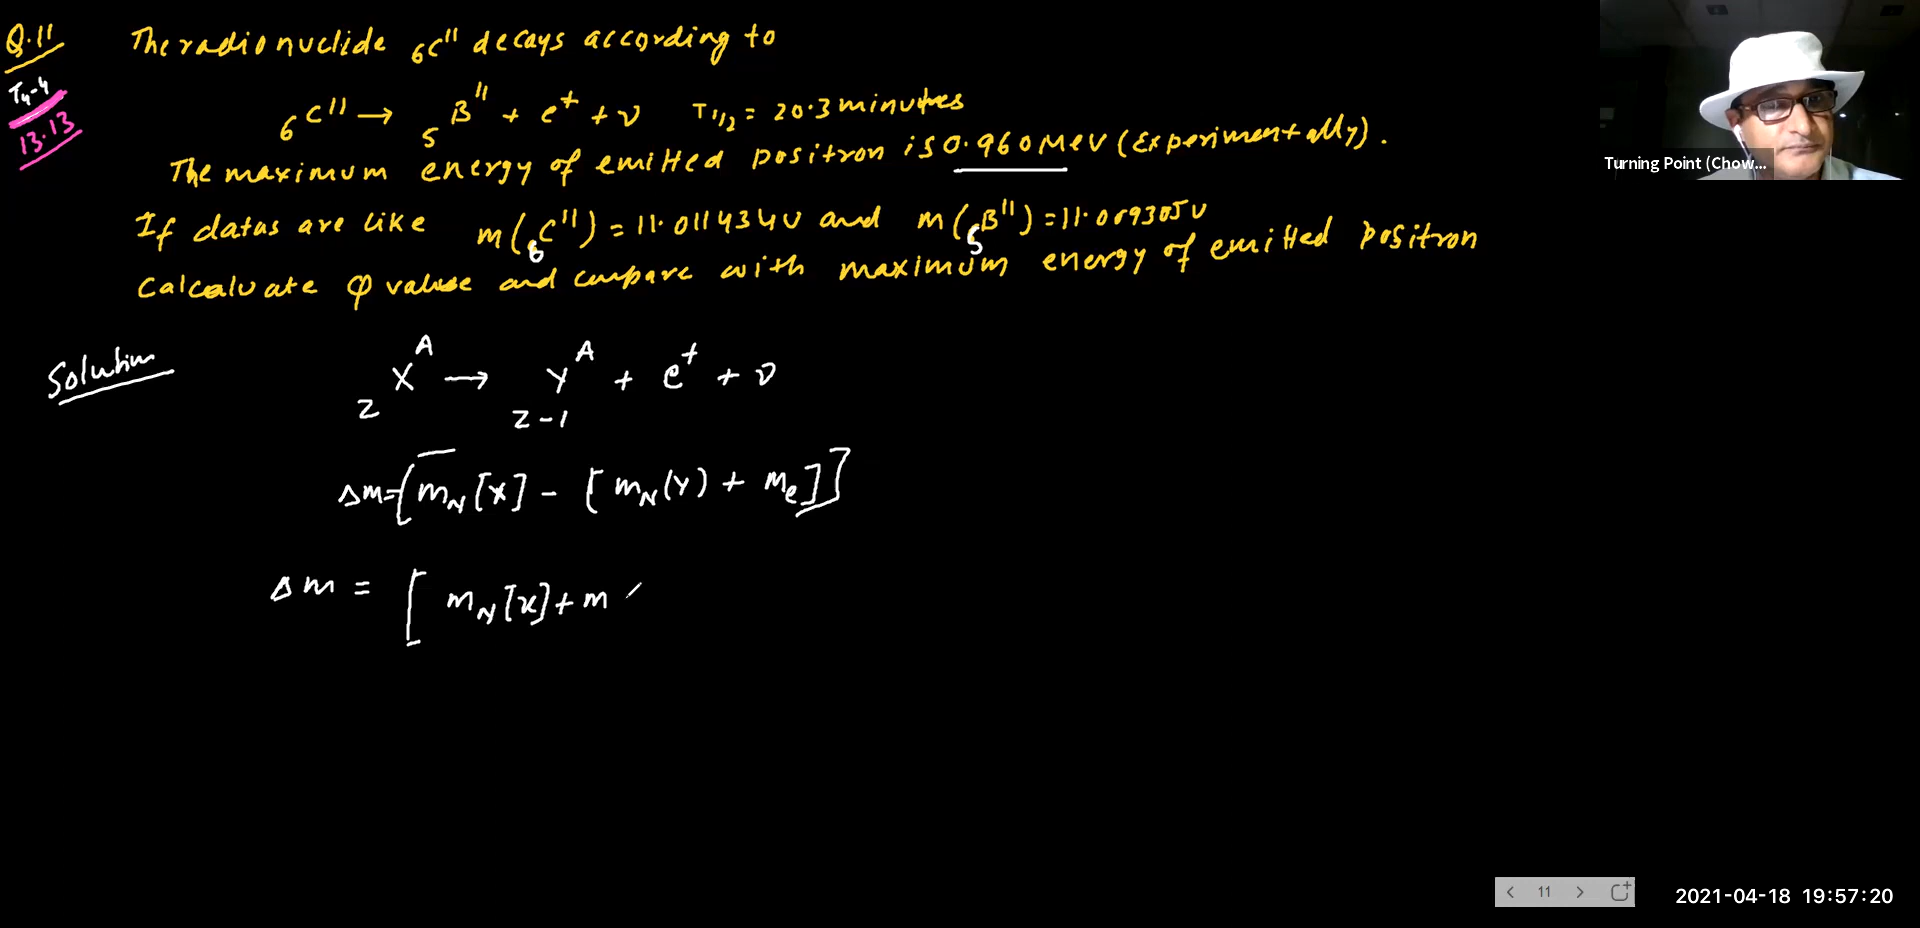 Q.11 The radionuclide ₆C¹¹ decays according to
T4-4
₆C¹¹ → ₅B¹¹ + e⁺ + ν T1/2 = 20.3 minutes
13.13
The maximum energy of emitted positron is 0.960 MeV (Experimentally).
If datas are like m(₆C¹¹) = 11.011434 U and m(₅B¹¹) = 11.009305 U
calcaluate φ value and compare with maximum energy of emitted positron
Solution
zXᴬ → z-1Yᴬ + e⁺ + ν
Δm = [mN[X] - [mN(Y) + me]]
Δm = [ mN[x] + m
Turning Point (Chow...
< 11 >
2021-04-18 19:57:20